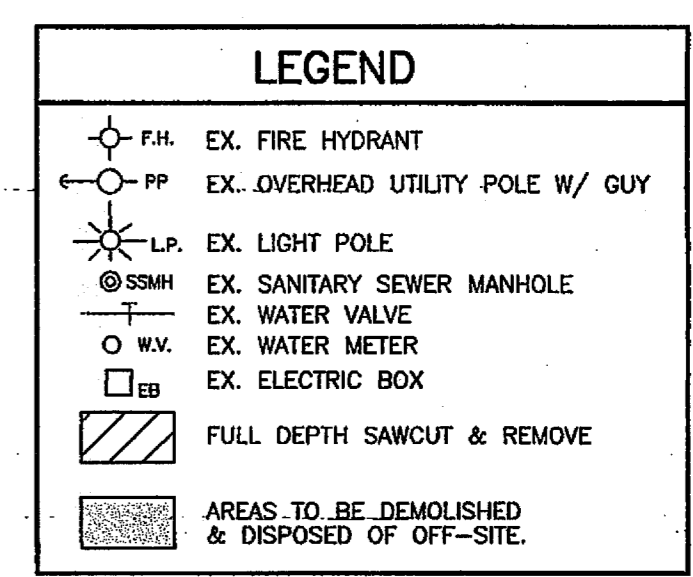 LEGEND
F.H. EX. FIRE HYDRANT
PP EX. OVERHEAD UTILITY POLE W/ GUY
L.P. EX. LIGHT POLE
SSMH EX. SANITARY SEWER MANHOLE
EX. WATER VALVE
W.V. EX. WATER METER
EB EX. ELECTRIC BOX
FULL DEPTH SAWCUT & REMOVE
AREAS TO BE DEMOLISHED
& DISPOSED OF OFF-SITE.